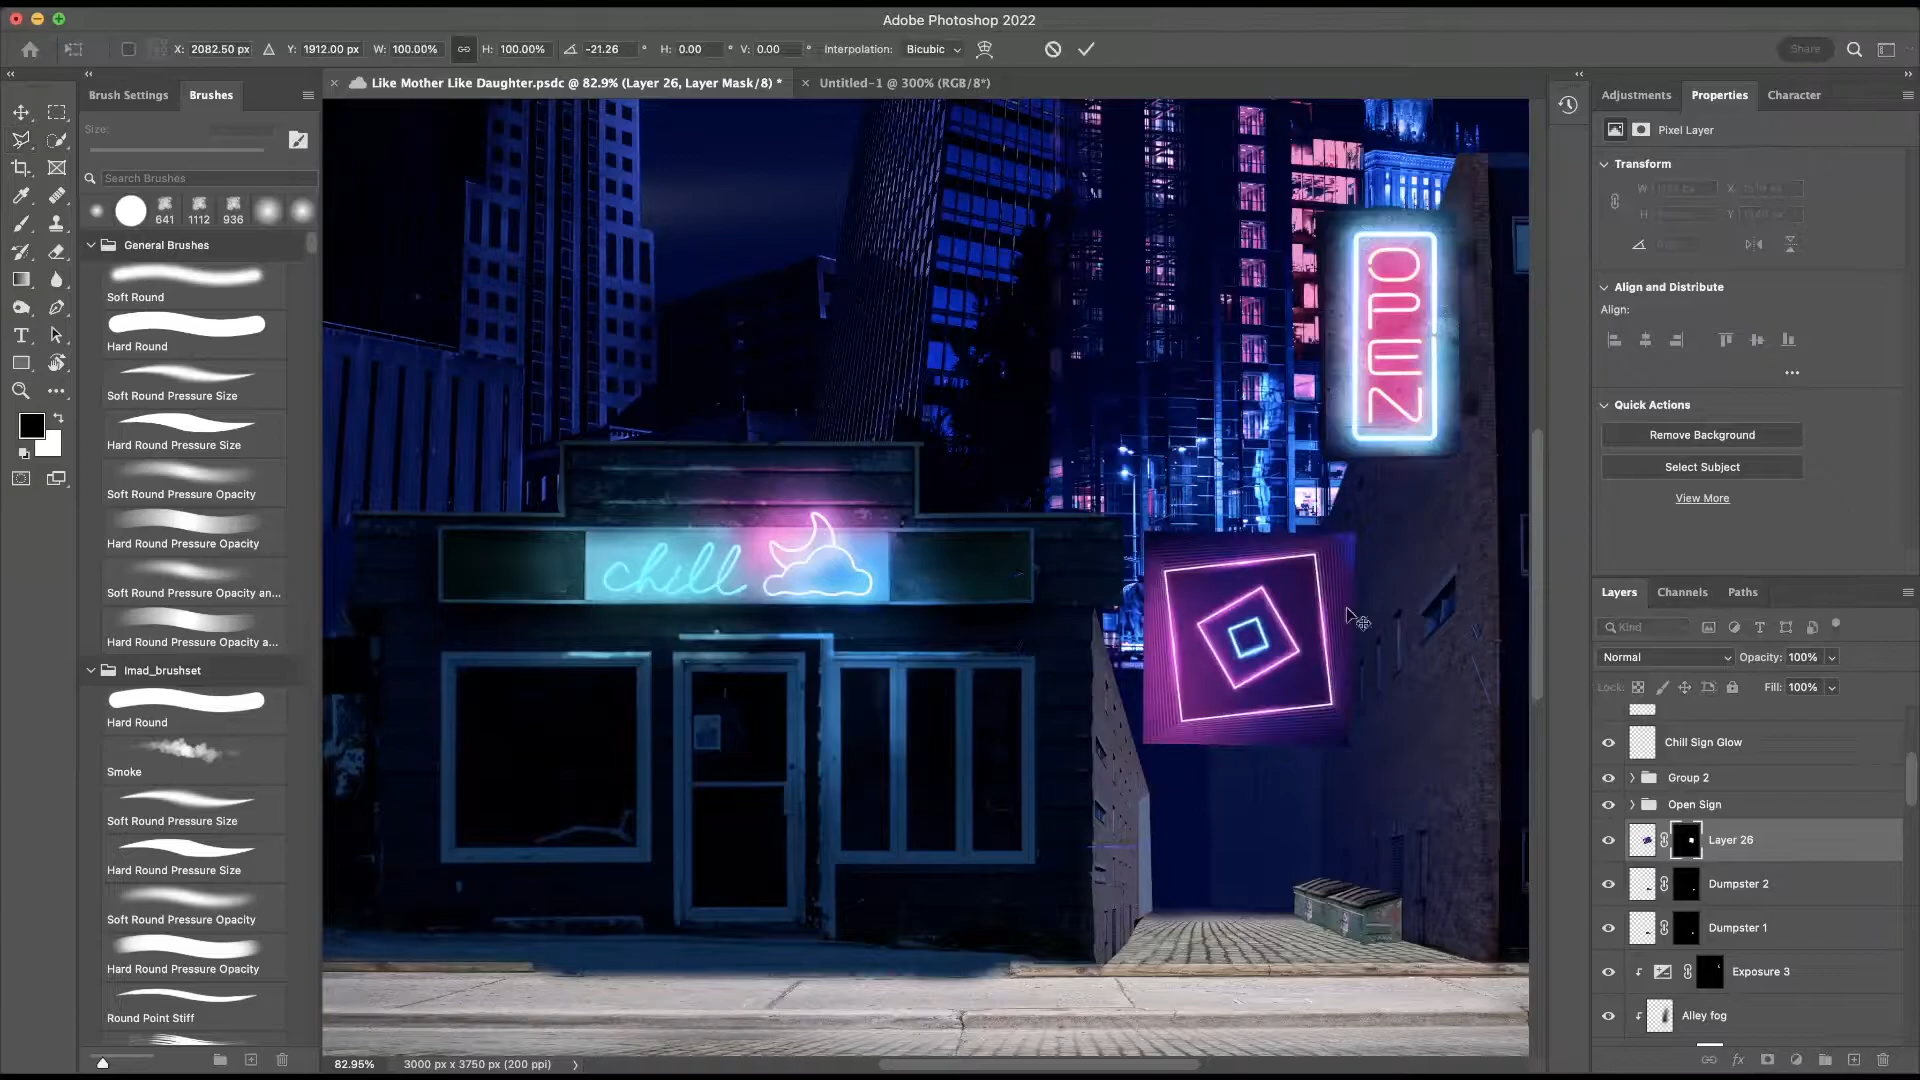 Adobe Photoshop 2022
X: 2082.50 px Y: 1912.00 px W: 100.00% H: 100.00% -21.26 ° H: 0.00 ° V: 0.00 ° Interpolation: Bicubic
Share
Like Mother Like Daughter.psdc @ 82.9% (Layer 26, Layer Mask/8) *
Untitled-1 @ 300% (RGB/8*)
Brush Settings
Brushes
Size:
Search Brushes
641 1112 936
General Brushes
Soft Round
Hard Round
Soft Round Pressure Size
Hard Round Pressure Size
Soft Round Pressure Opacity
Hard Round Pressure Opacity
Soft Round Pressure Opacity an...
Hard Round Pressure Opacity a...
Imad_brushset
Hard Round
Smoke
Soft Round Pressure Size
Hard Round Pressure Size
Soft Round Pressure Opacity
Hard Round Pressure Opacity
Round Point Stiff
OPEN
chill
82.95% 3000 px x 3750 px (200 ppi)
Adjustments Properties Character
Pixel Layer
Transform
W X
H Y
Align and Distribute
Align:
Quick Actions
Remove Background
Select Subject
View More
Layers Channels Paths
Kind
Normal Opacity: 100%
Lock: Fill: 100%
Chill Sign Glow
Group 2
Open Sign
Layer 26
Dumpster 2
Dumpster 1
Exposure 3
Alley fog
fx